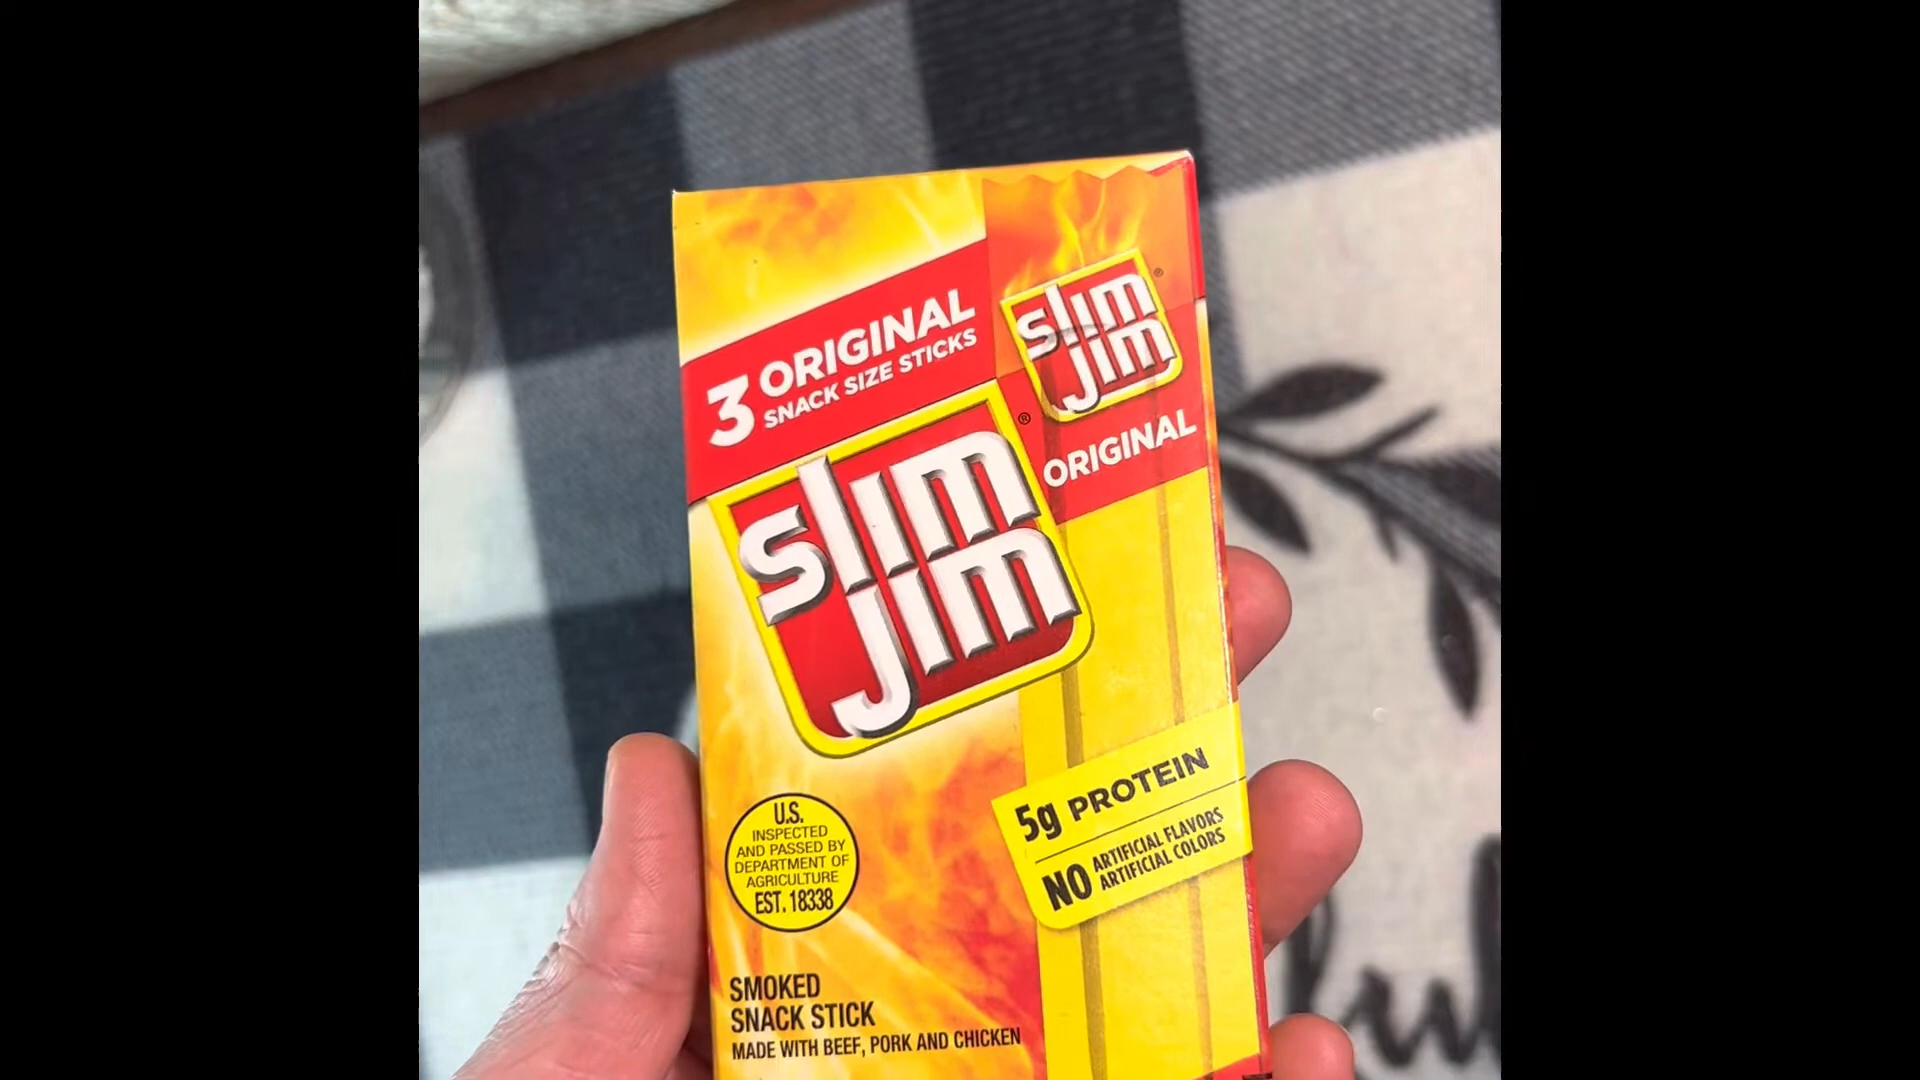 3 ORIGINAL
SNACK SIZE STICKS
slim
jim
®
slim
jim
®
ORIGINAL
5g PROTEIN
NO ARTIFICIAL FLAVORS
ARTIFICIAL COLORS
U.S.
INSPECTED
AND PASSED BY
DEPARTMENT OF
AGRICULTURE
EST. 18338
SMOKED
SNACK STICK
MADE WITH BEEF, PORK AND CHICKEN